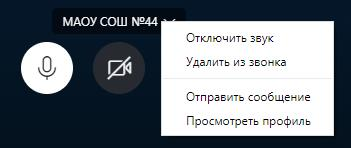 МАОУ СОШ №44
Отключить звук
Удалить из звонка
Отправить сообщение
Просмотреть профиль